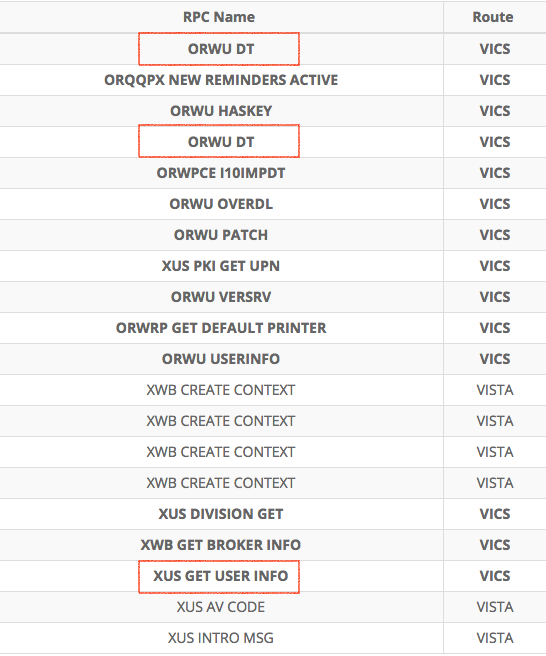 RPC Name Route
ORWU DT VICS
ORQQPX NEW REMINDERS ACTIVE VICS
ORWU HASKEY VICS
ORWU DT VICS
ORWPCE I10IMPDT VICS
ORWU OVERDL VICS
ORWU PATCH VICS
XUS PKI GET UPN VICS
ORWU VERSRV VICS
ORWRP GET DEFAULT PRINTER VICS
ORWU USERINFO VICS
XWB CREATE CONTEXT VISTA
XWB CREATE CONTEXT VISTA
XWB CREATE CONTEXT VISTA
XWB CREATE CONTEXT VISTA
XUS DIVISION GET VICS
XWB GET BROKER INFO VICS
XUS GET USER INFO VICS
XUS AV CODE VISTA
XUS INTRO MSG VISTA